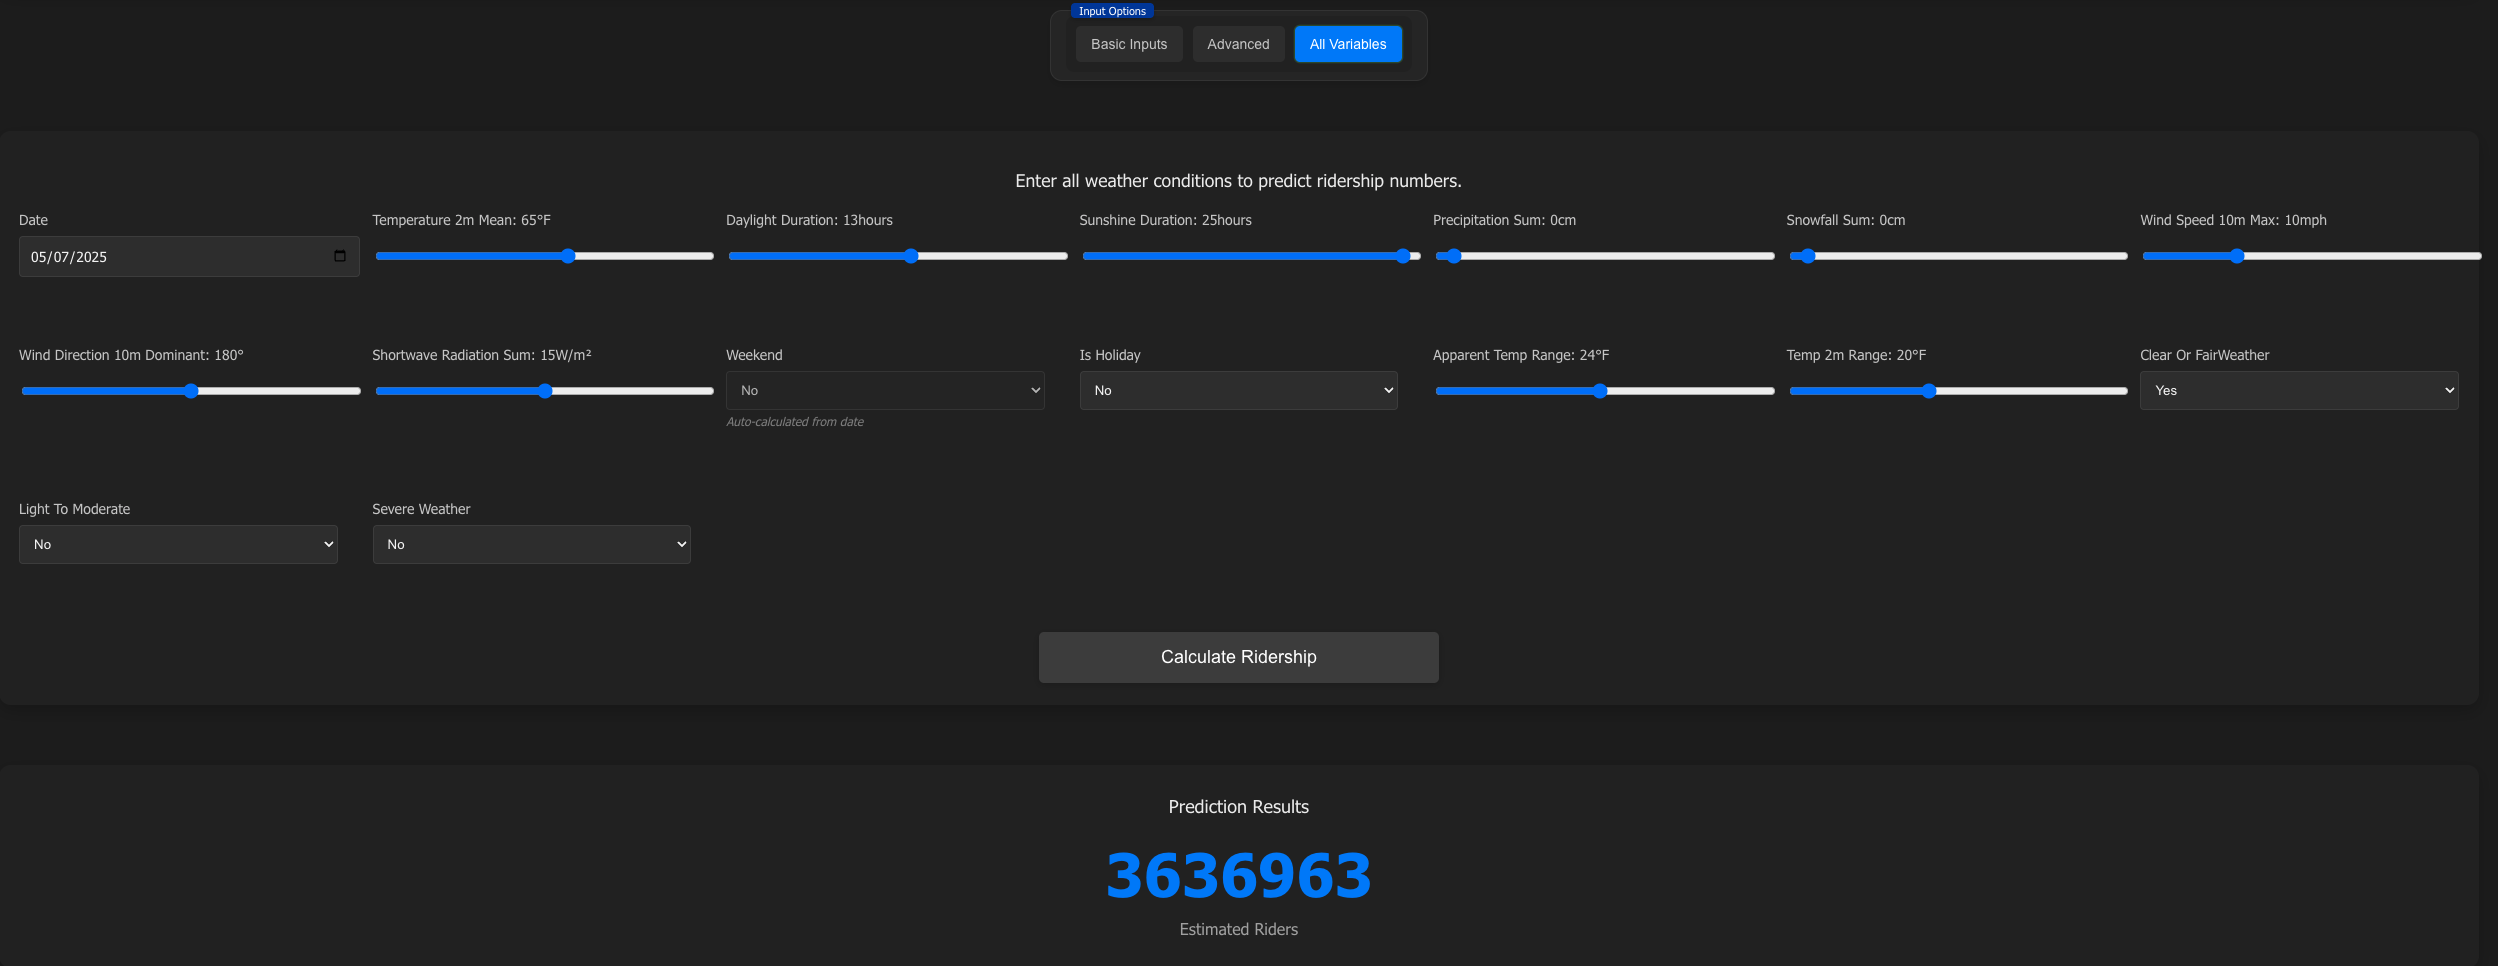 Input Options
Basic Inputs Advanced All Variables
Enter all weather conditions to predict ridership numbers.
Date Temperature 2m Mean: 65°F Daylight Duration: 13hours Sunshine Duration: 25hours Precipitation Sum: 0cm Snowfall Sum: 0cm Wind Speed 10m Max: 10mph
05/07/2025
Wind Direction 10m Dominant: 180° Shortwave Radiation Sum: 15W/m² Weekend Is Holiday Apparent Temp Range: 24°F Temp 2m Range: 20°F Clear Or FairWeather
No No Yes
Auto-calculated from date
Light To Moderate Severe Weather
No No
Calculate Ridership
Prediction Results
3636963
Estimated Riders